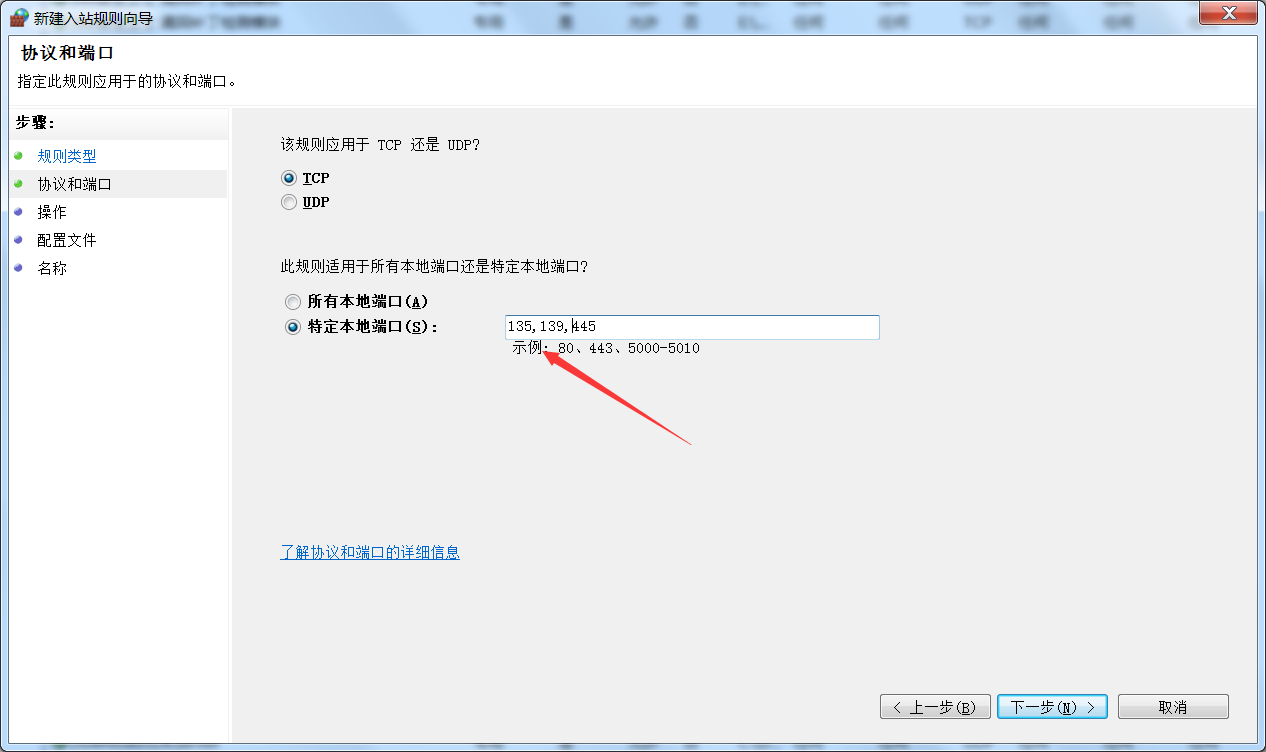 新建入站规则向导
协议和端口
指定此规则应用于的协议和端口。
步骤:
规则类型
协议和端口
操作
配置文件
名称
该规则应用于 TCP 还是 UDP?
TCP
UDP
此规则适用于所有本地端口还是特定本地端口?
所有本地端口(A)
特定本地端口(S): 135,139,445
示例: 80、443、5000-5010
了解协议和端口的详细信息
< 上一步(B) 下一步(N) > 取消